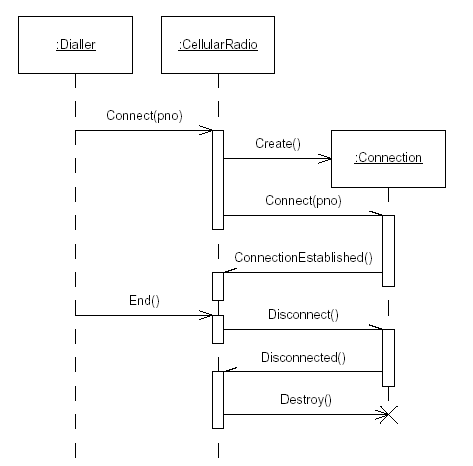 :Dialler
:CellularRadio
Connect(pno)
Create()
:Connection
Connect(pno)
ConnectionEstablished()
End()
Disconnect()
Disconnected()
Destroy()